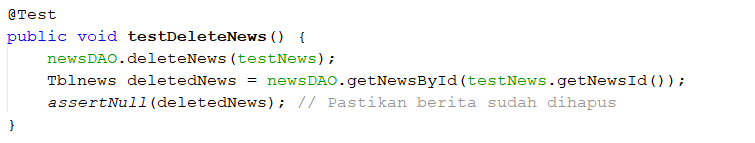 @Test
public void testDeleteNews() {
    newsDAO.deleteNews(testNews);
    Tblnews deletedNews = newsDAO.getNewsById(testNews.getNewsId());
    assertNull(deletedNews); // Pastikan berita sudah dihapus
}